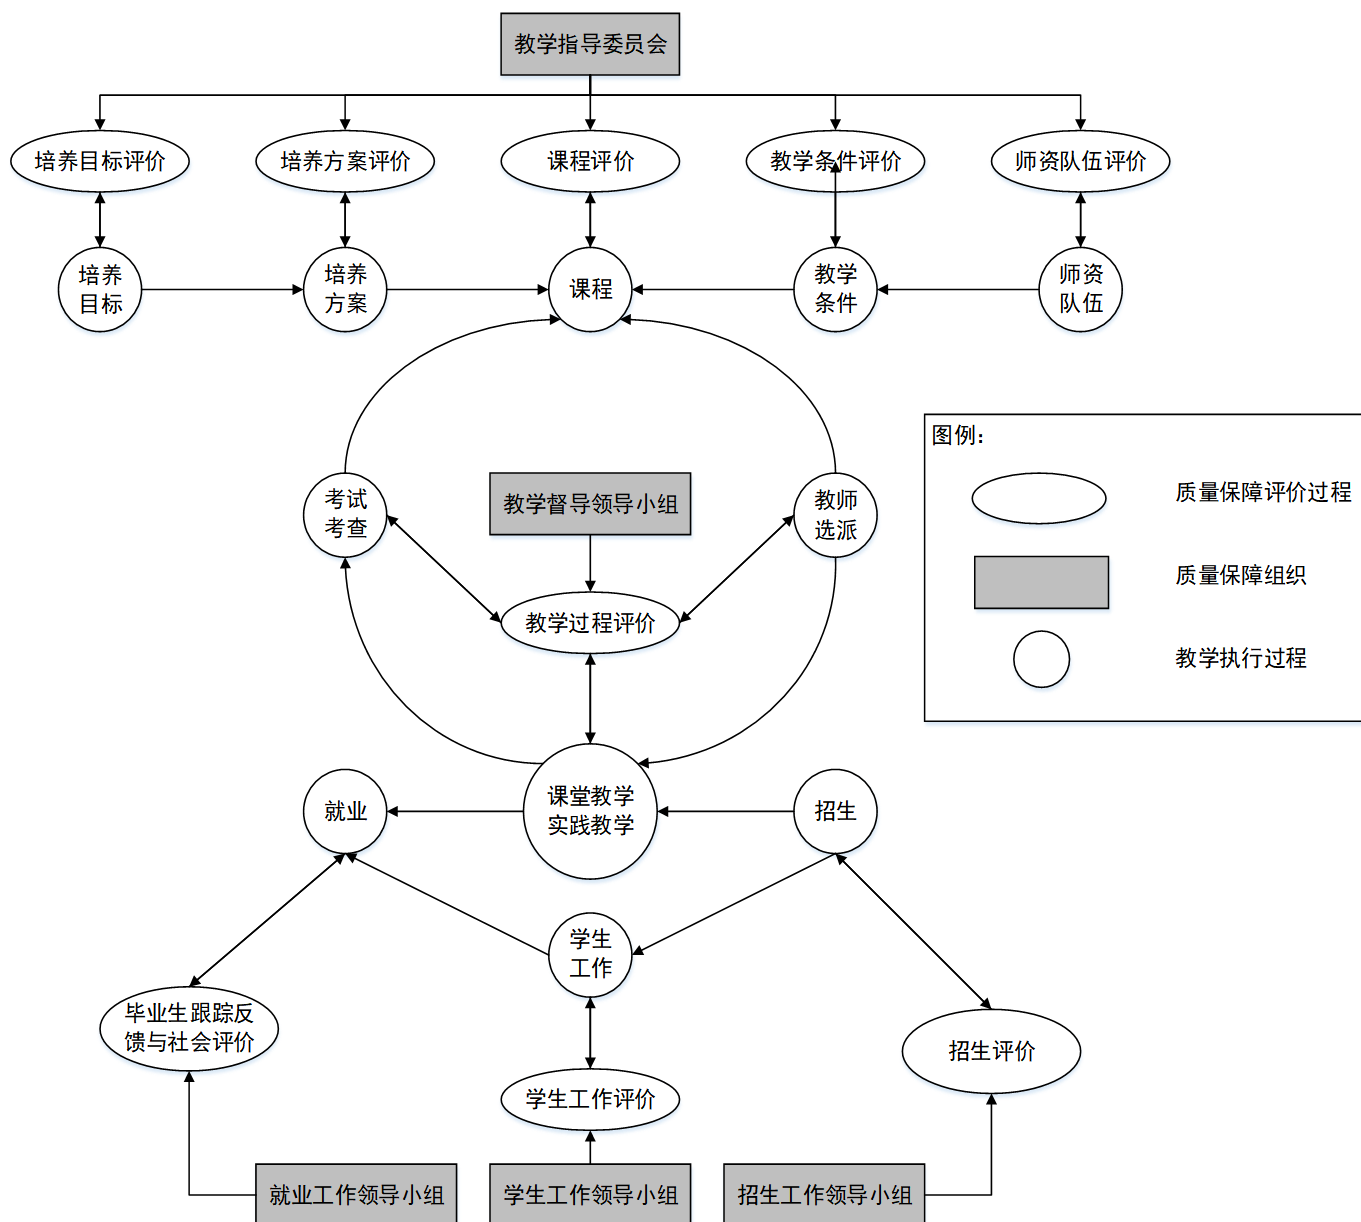 教学指导委员会
培养目标评价
培养方案评价
课程评价
教学条件评价
师资队伍评价
培养
目标
培养
方案
课程
教学
条件
师资
队伍
图例：
质量保障评价过程
质量保障组织
教学执行过程
考试
考查
教学督导领导小组
教师
选派
教学过程评价
就业
课堂教学
实践教学
招生
学生
工作
毕业生跟踪反
馈与社会评价
招生评价
学生工作评价
就业工作领导小组
学生工作领导小组
招生工作领导小组